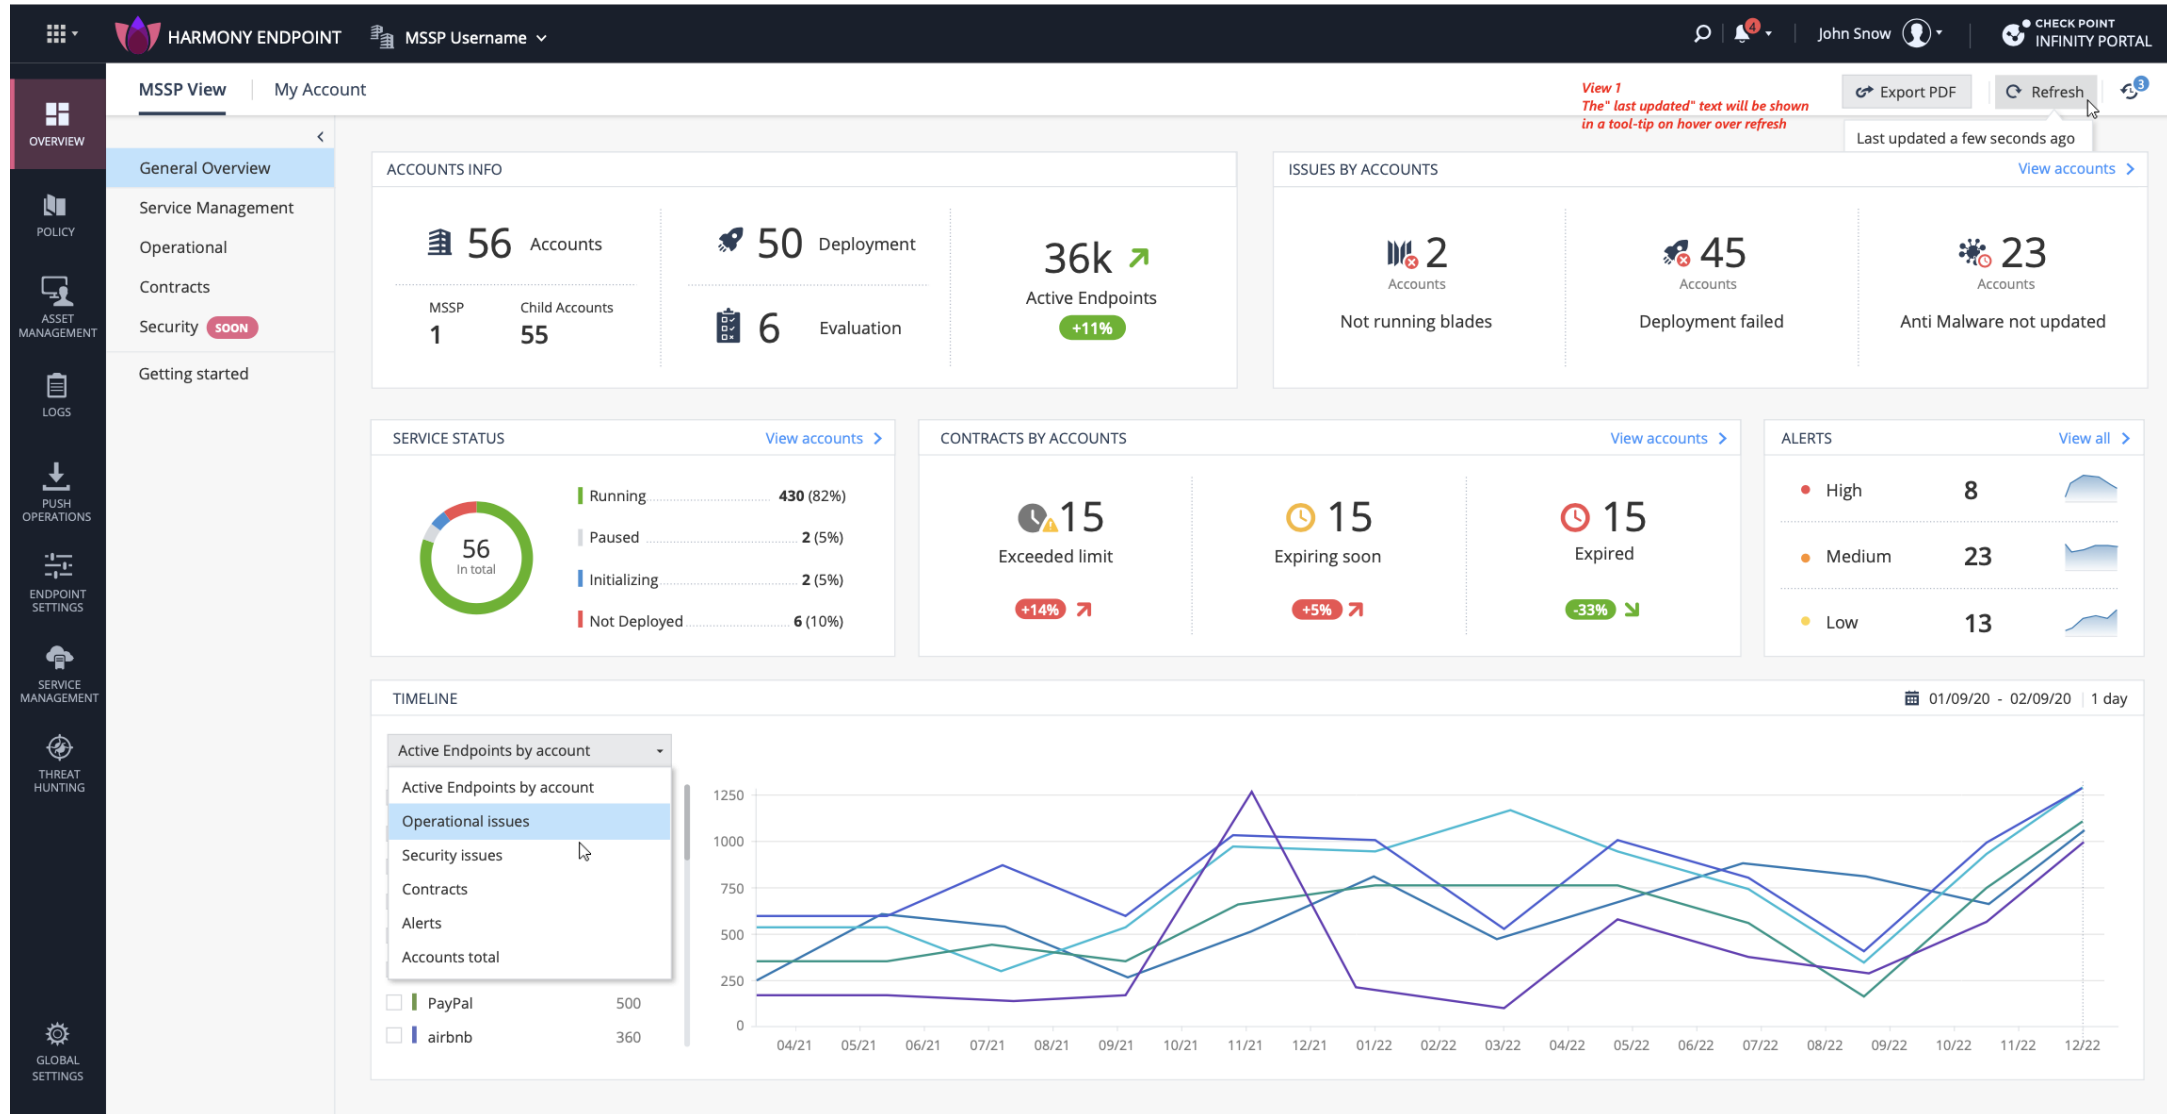 HARMONY ENDPOINT
MSSP Username
4
John Snow
CHECK POINT
INFINITY PORTAL
MSSP View
My Account
View 1
The" last updated" text will be shown
in a tool-tip on hover over refresh
Export PDF
Refresh
3
Last updated a few seconds ago
OVERVIEW
POLICY
ASSET
MANAGEMENT
LOGS
PUSH
OPERATIONS
ENDPOINT
SETTINGS
SERVICE
MANAGEMENT
THREAT
HUNTING
GLOBAL
SETTINGS
General Overview
Service Management
Operational
Contracts
Security SOON
Getting started
ACCOUNTS INFO
56 Accounts
MSSP
1
Child Accounts
55
50 Deployment
6 Evaluation
36k
Active Endpoints
+11%
ISSUES BY ACCOUNTS
View accounts
2
Accounts
Not running blades
45
Accounts
Deployment failed
23
Accounts
Anti Malware not updated
SERVICE STATUS
View accounts
56
In total
Running 430 (82%)
Paused 2 (5%)
Initializing 2 (5%)
Not Deployed 6 (10%)
CONTRACTS BY ACCOUNTS
View accounts
15
Exceeded limit
+14%
15
Expiring soon
+5%
15
Expired
-33%
ALERTS
View all
High 8
Medium 23
Low 13
TIMELINE
01/09/20 - 02/09/20 1 day
Active Endpoints by account
Active Endpoints by account
Operational issues
Security issues
Contracts
Alerts
Accounts total
PayPal 500
airbnb 360
1250
1000
750
500
250
0
04/21 05/21 06/21 07/21 08/21 09/21 10/21 11/21 12/21 01/22 02/22 03/22 04/22 05/22 06/22 07/22 08/22 09/22 10/22 11/22 12/22